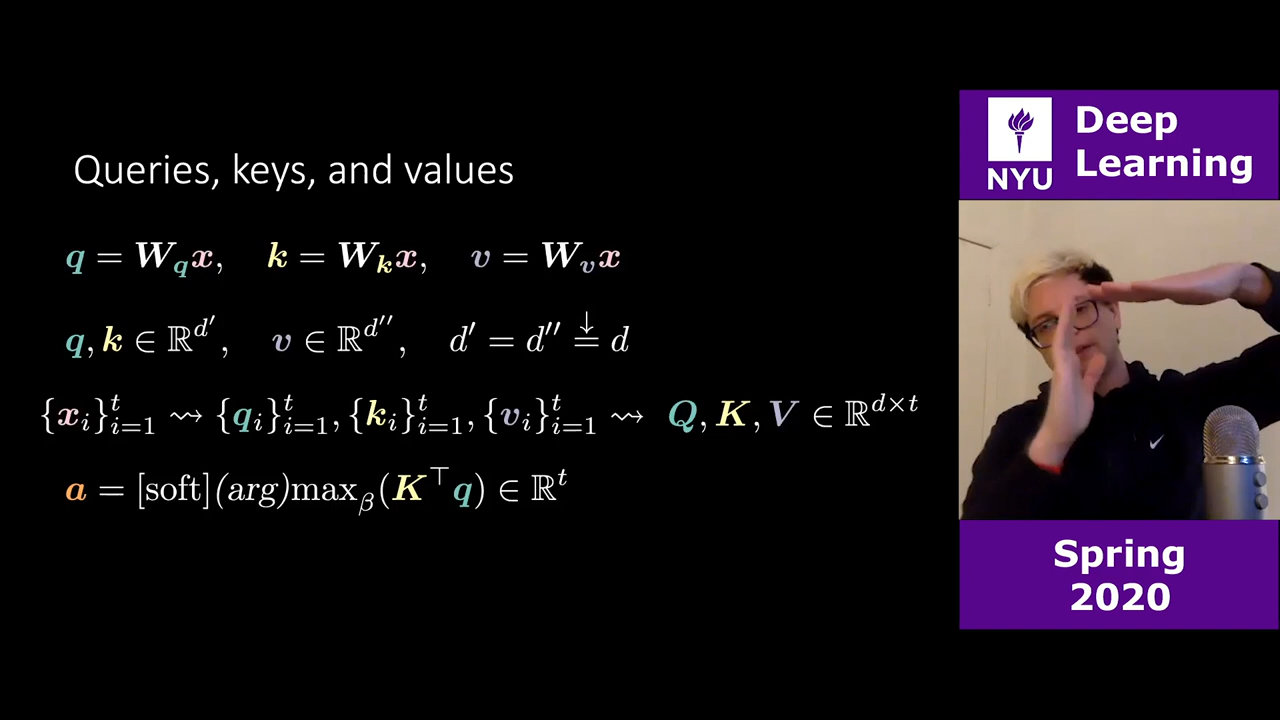 Queries, keys, and values
q = W_q x, k = W_k x, v = W_v x
q, k ∈ ℝ^{d′}, v ∈ ℝ^{d″}, d′ = d″ ≟ d
{x_i}_{i=1}^t ⇝ {q_i}_{i=1}^t, {k_i}_{i=1}^t, {v_i}_{i=1}^t ⇝ Q, K, V ∈ ℝ^{d×t}
a = [soft](arg)max_β(K^⊤ q) ∈ ℝ^t
NYU
Deep
Learning
Spring
2020